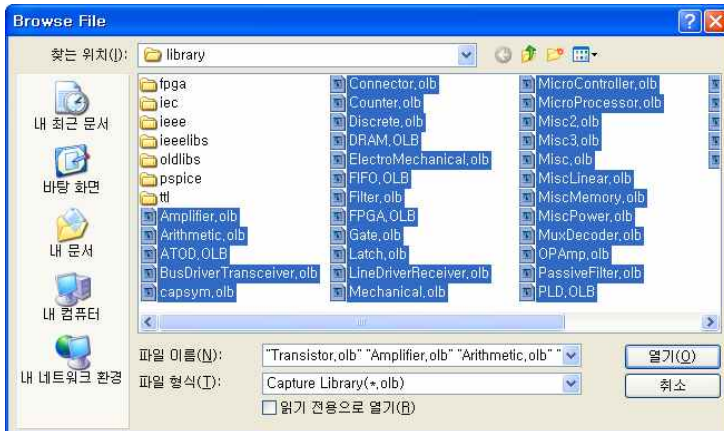 Browse File
찾는 위치(I):
library
내 최근 문서
바탕 화면
내 문서
내 컴퓨터
내 네트워크 환경
fpga
iec
ieee
ieeelibs
oldlibs
pspice
ttl
Amplifier.olb
Arithmetic.olb
ATOD.OLB
BusDriverTransceiver.olb
capsym.olb
Connector.olb
Counter.olb
Discrete.olb
DRAM.OLB
ElectroMechanical.olb
FIFO.OLB
Filter.olb
FPGA.OLB
Gate.olb
Latch.olb
LineDriverReceiver.olb
Mechanical.olb
MicroController.olb
MicroProcessor.olb
Misc2.olb
Misc3.olb
Misc.olb
MiscLinear.olb
MiscMemory.olb
MiscPower.olb
MuxDecoder.olb
OPAmp.olb
PassiveFilter.olb
PLD.OLB
파일 이름(N):
"Transistor.olb" "Amplifier.olb" "Arithmetic.olb" "
열기(O)
파일 형식(T):
Capture Library(*.olb)
취소
읽기 전용으로 열기(R)